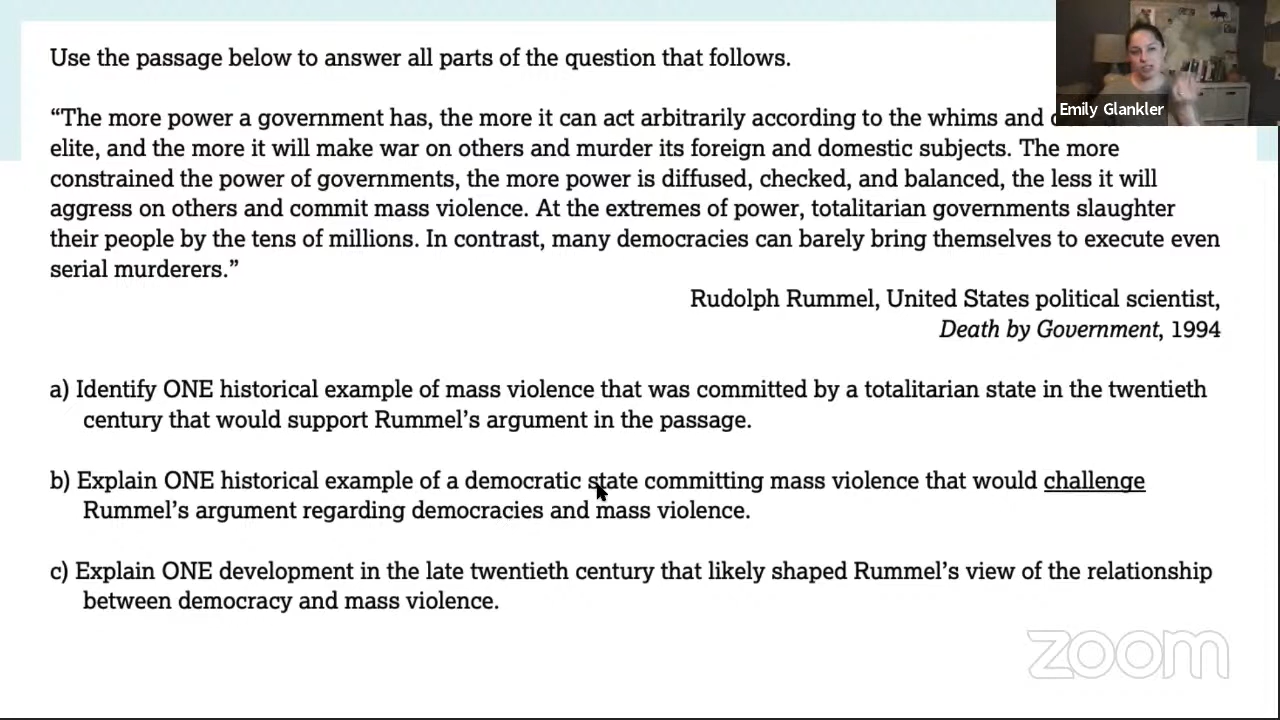 Use the passage below to answer all parts of the question that follows.
“The more power a government has, the more it can act arbitrarily according to the whims and
Emily Glankler
elite, and the more it will make war on others and murder its foreign and domestic subjects. The more
constrained the power of governments, the more power is diffused, checked, and balanced, the less it will
aggress on others and commit mass violence. At the extremes of power, totalitarian governments slaughter
their people by the tens of millions. In contrast, many democracies can barely bring themselves to execute even
serial murderers.”
Rudolph Rummel, United States political scientist,
Death by Government, 1994
a) Identify ONE historical example of mass violence that was committed by a totalitarian state in the twentieth
century that would support Rummel’s argument in the passage.
b) Explain ONE historical example of a democratic state committing mass violence that would challenge
Rummel’s argument regarding democracies and mass violence.
c) Explain ONE development in the late twentieth century that likely shaped Rummel’s view of the relationship
between democracy and mass violence.
zoom